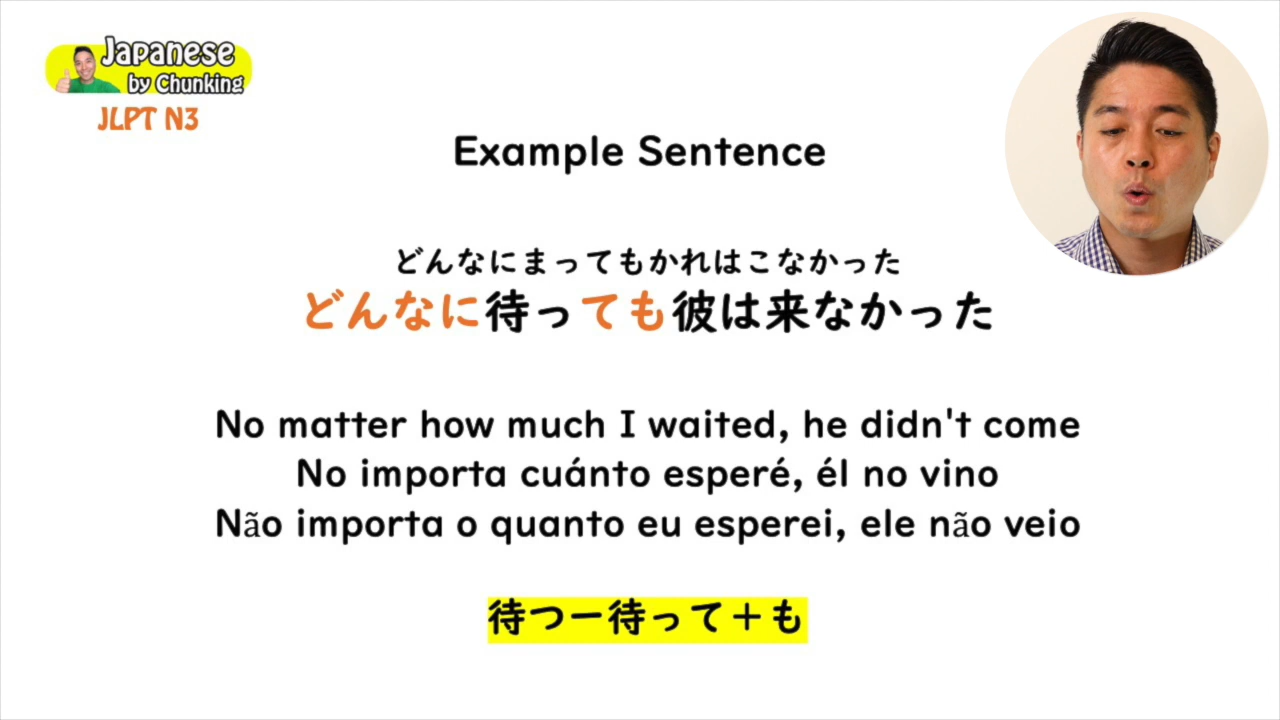 Japanese
by Chunking
JLPT N3
Example Sentence
どんなにまってもかれはこなかった
どんなに待っても彼は来なかった
No matter how much I waited, he didn't come
No importa cuánto esperé, él no vino
Não importa o quanto eu esperei, ele não veio
待つー待って＋も